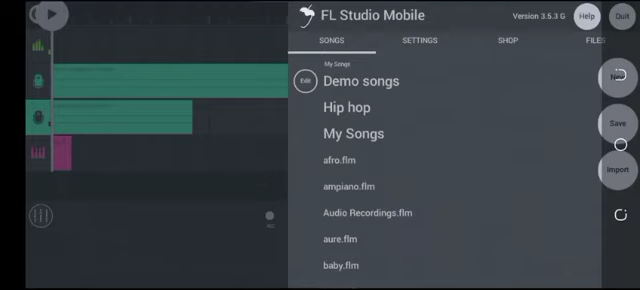 FL Studio Mobile
Version 3.5.3 G
Help
Quit
SONGS
SETTINGS
SHOP
FILES
My Songs
Edit
Demo songs
Hip hop
My Songs
afro.flm
ampiano.flm
Audio Recordings.flm
aure.flm
baby.flm
Save
Import
REC